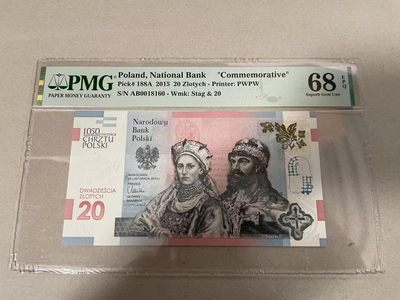 PMG
PAPER MONEY GUARANTY
Poland, National Bank "Commemorative"
Pick# 188A 2015 20 Zlotych - Printer: PWPW
S/N AB0018160 - Wmk: Stag & 20
68
EPQ
Superb Gem Unc
1050
CHRZTU
POLSKI
Narodowy
Bank
Polski
DWADZIEŚCIA
ZŁOTYCH
20